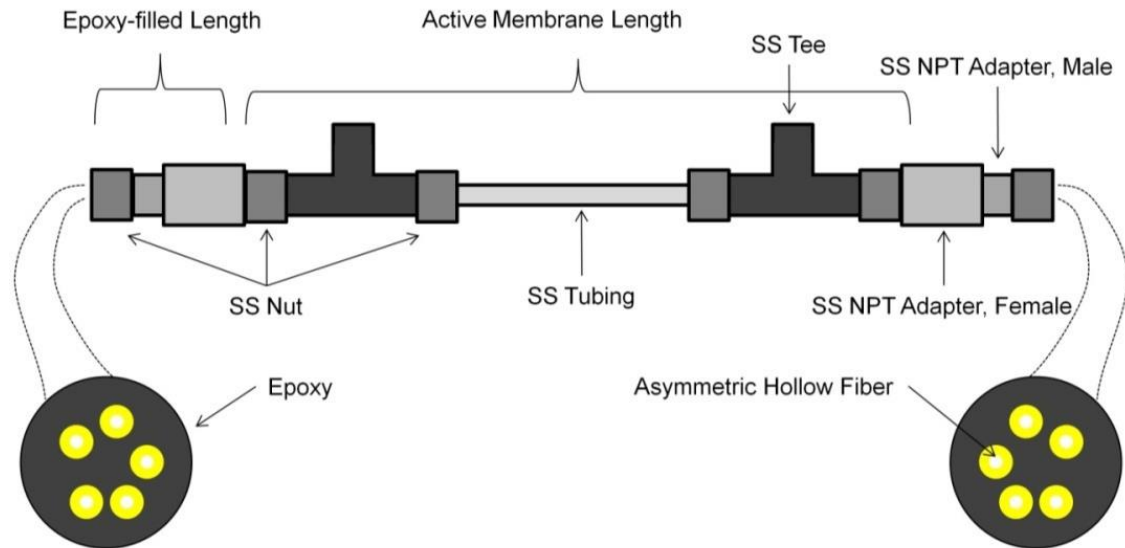 Epoxy-filled Length
Active Membrane Length
SS Tee
SS NPT Adapter, Male
SS Nut
SS Tubing
SS NPT Adapter, Female
Epoxy
Asymmetric Hollow Fiber